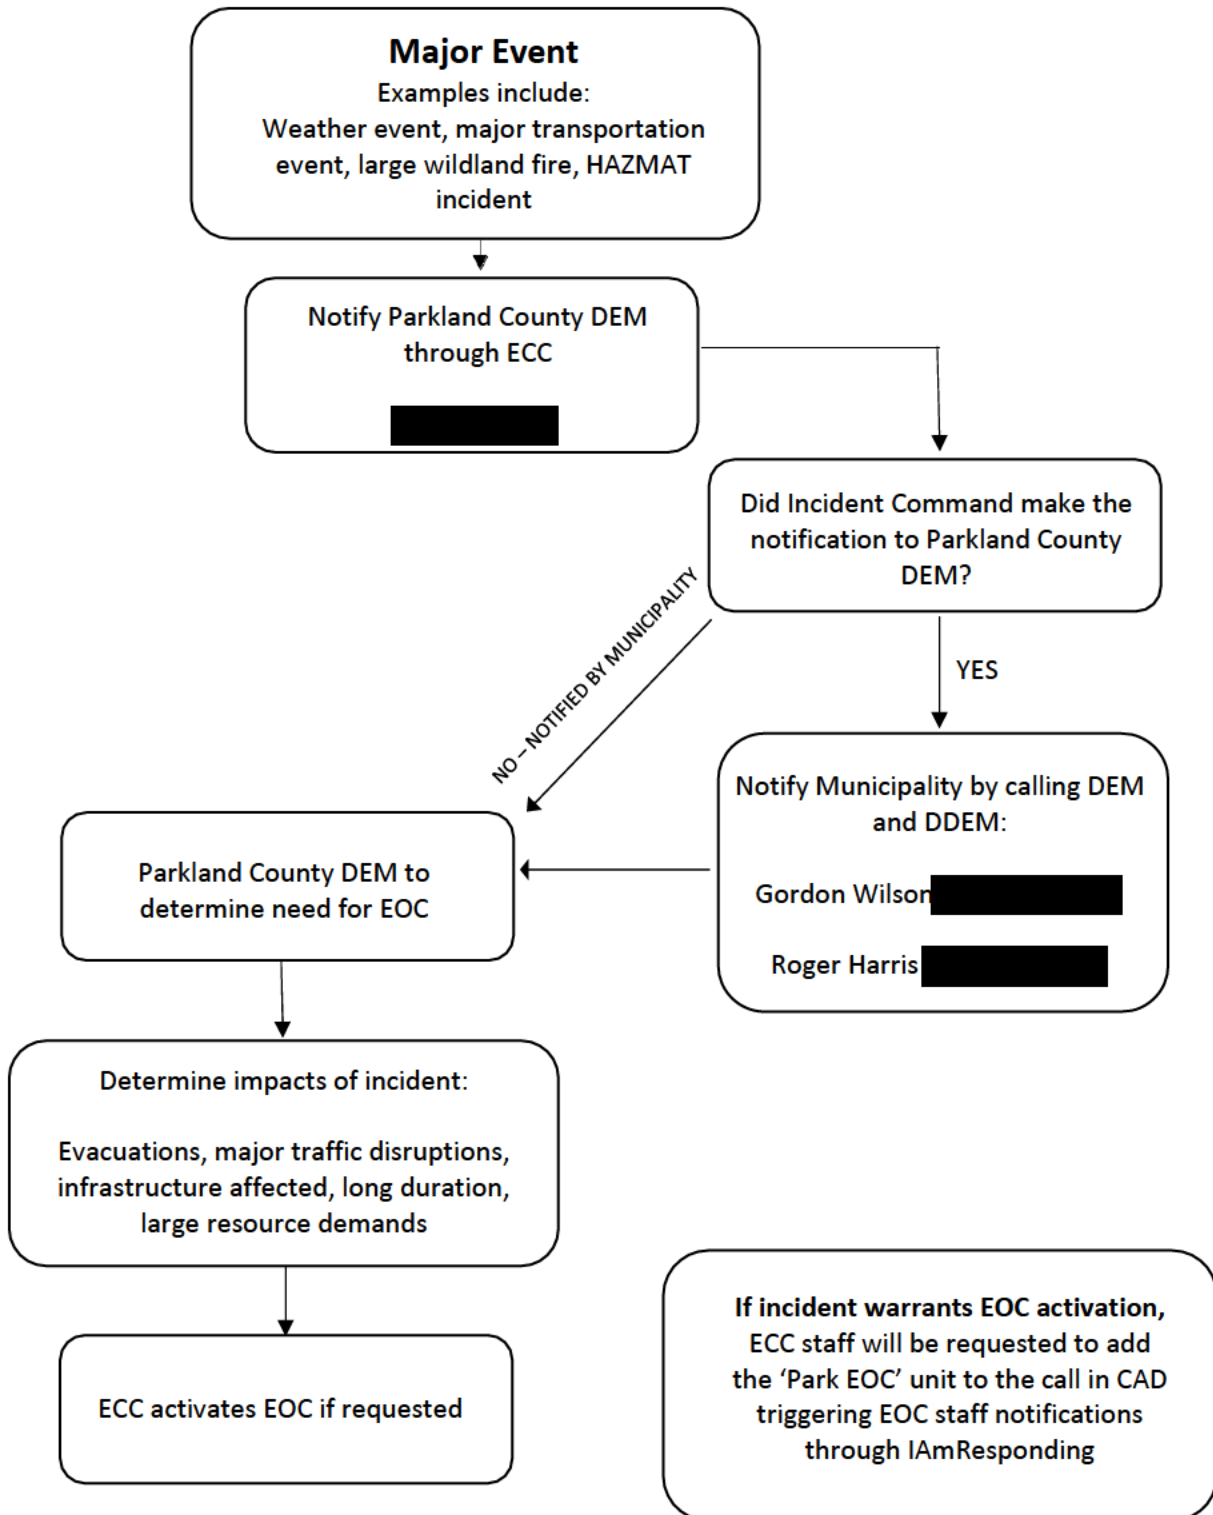 Major Event
Examples include:
Weather event, major transportation
event, large wildland fire, HAZMAT
incident
Notify Parkland County DEM
through ECC
Did Incident Command make the
notification to Parkland County
DEM?
NO – NOTIFIED BY MUNICIPALITY
YES
Notify Municipality by calling DEM
and DDEM:
Gordon Wilson
Roger Harris
Parkland County DEM to
determine need for EOC
Determine impacts of incident:
Evacuations, major traffic disruptions,
infrastructure affected, long duration,
large resource demands
ECC activates EOC if requested
If incident warrants EOC activation,
ECC staff will be requested to add
the ‘Park EOC’ unit to the call in CAD
triggering EOC staff notifications
through IAmResponding